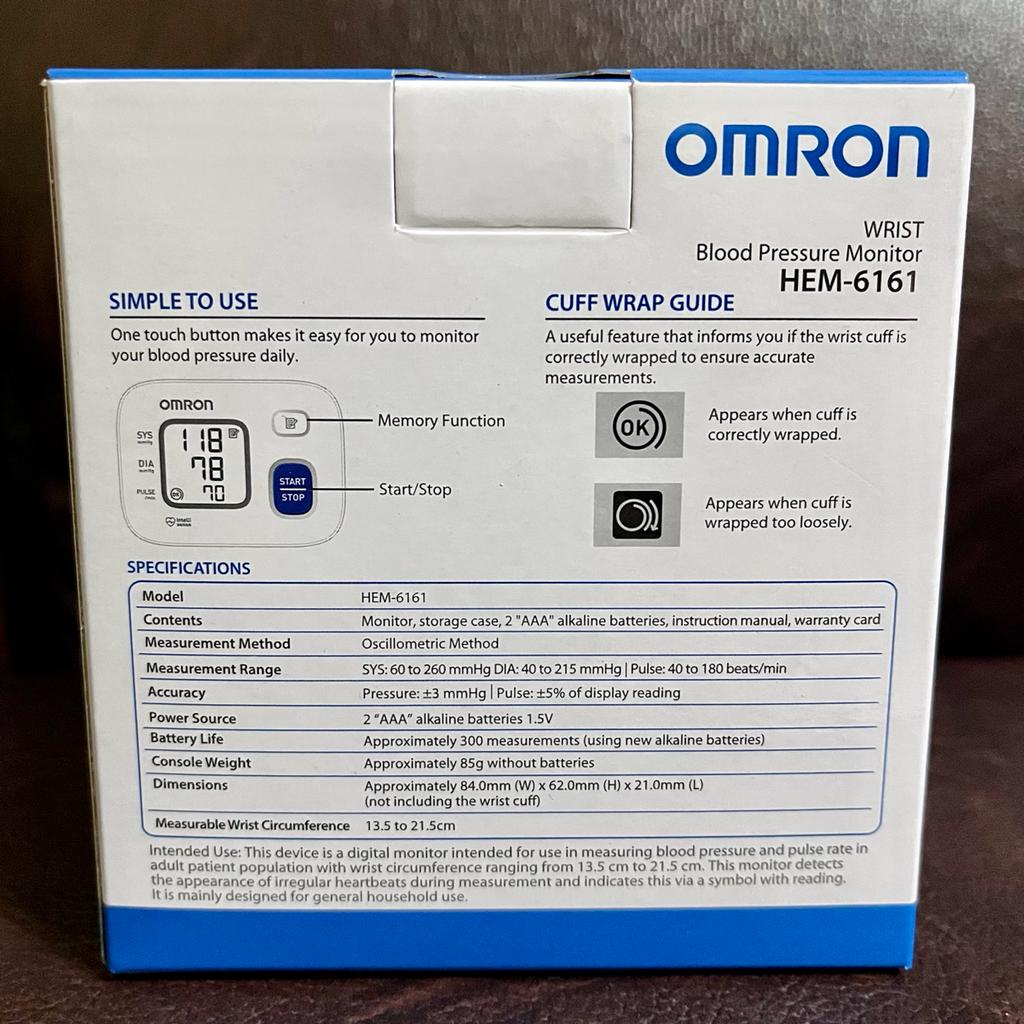 OMRON
WRIST
Blood Pressure Monitor
HEM-6161
SIMPLE TO USE
One touch button makes it easy for you to monitor
your blood pressure daily.
OMRON
SYS
mmHg
118
DIA
mmHg
78
PULSE
/min
OK
70
intelli
sense
START
STOP
Memory Function
Start/Stop
CUFF WRAP GUIDE
A useful feature that informs you if the wrist cuff is
correctly wrapped to ensure accurate
measurements.
OK
Appears when cuff is
correctly wrapped.
Appears when cuff is
wrapped too loosely.
SPECIFICATIONS
Model HEM-6161
Contents Monitor, storage case, 2 "AAA" alkaline batteries, instruction manual, warranty card
Measurement Method Oscillometric Method
Measurement Range SYS: 60 to 260 mmHg DIA: 40 to 215 mmHg | Pulse: 40 to 180 beats/min
Accuracy Pressure: ±3 mmHg | Pulse: ±5% of display reading
Power Source 2 "AAA" alkaline batteries 1.5V
Battery Life Approximately 300 measurements (using new alkaline batteries)
Console Weight Approximately 85g without batteries
Dimensions Approximately 84.0mm (W) x 62.0mm (H) x 21.0mm (L)
(not including the wrist cuff)
Measurable Wrist Circumference 13.5 to 21.5cm
Intended Use: This device is a digital monitor intended for use in measuring blood pressure and pulse rate in
adult patient population with wrist circumference ranging from 13.5 cm to 21.5 cm. This monitor detects
the appearance of irregular heartbeats during measurement and indicates this via a symbol with reading.
It is mainly designed for general household use.